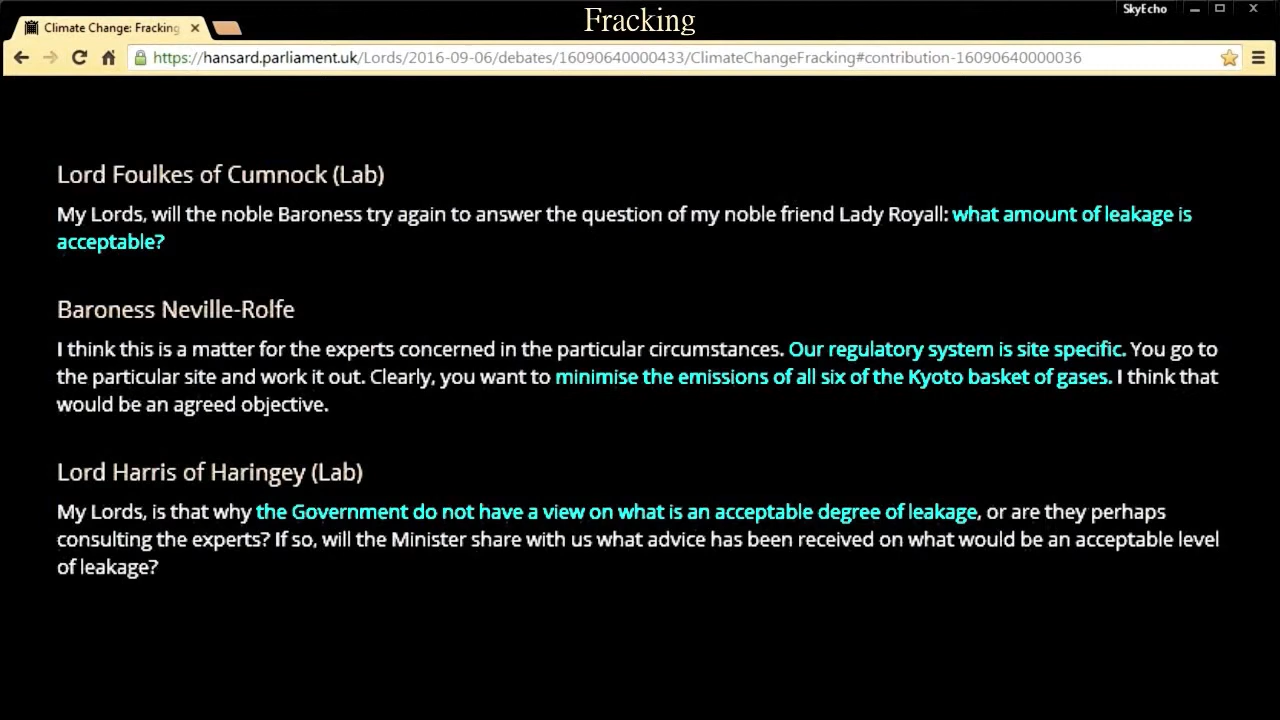 Fracking
SkyEcho
Climate Change: Fracking
https://hansard.parliament.uk/Lords/2016-09-06/debates/16090640000433/ClimateChangeFracking#contribution-16090640000036
Lord Foulkes of Cumnock (Lab)
My Lords, will the noble Baroness try again to answer the question of my noble friend Lady Royall: what amount of leakage is
acceptable?
Baroness Neville-Rolfe
I think this is a matter for the experts concerned in the particular circumstances. Our regulatory system is site specific. You go to
the particular site and work it out. Clearly, you want to minimise the emissions of all six of the Kyoto basket of gases. I think that
would be an agreed objective.
Lord Harris of Haringey (Lab)
My Lords, is that why the Government do not have a view on what is an acceptable degree of leakage, or are they perhaps
consulting the experts? If so, will the Minister share with us what advice has been received on what would be an acceptable level
of leakage?